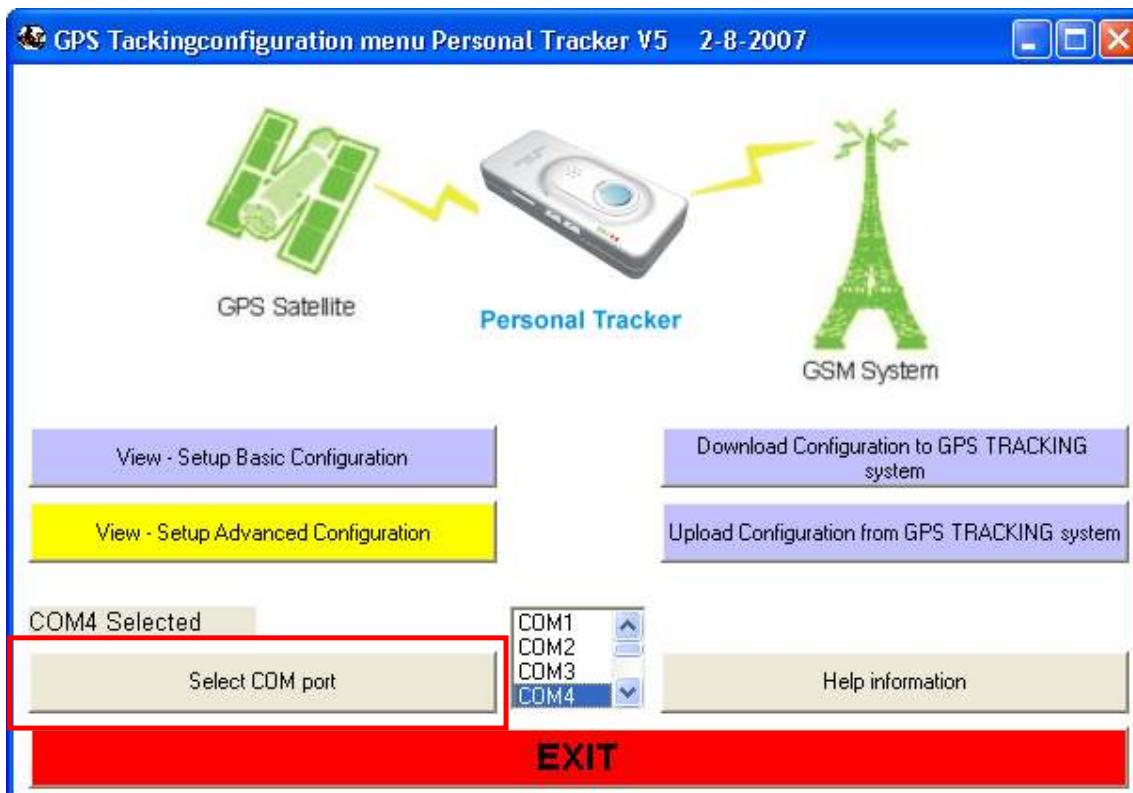 GPS Tackingconfiguration menu Personal Tracker V5 2-8-2007
GPS Satellite
Personal Tracker
GSM System
View - Setup Basic Configuration
Download Configuration to GPS TRACKING
system
View - Setup Advanced Configuration
Upload Configuration from GPS TRACKING system
COM4 Selected
COM1
COM2
COM3
COM4
Select COM port
Help information
EXIT